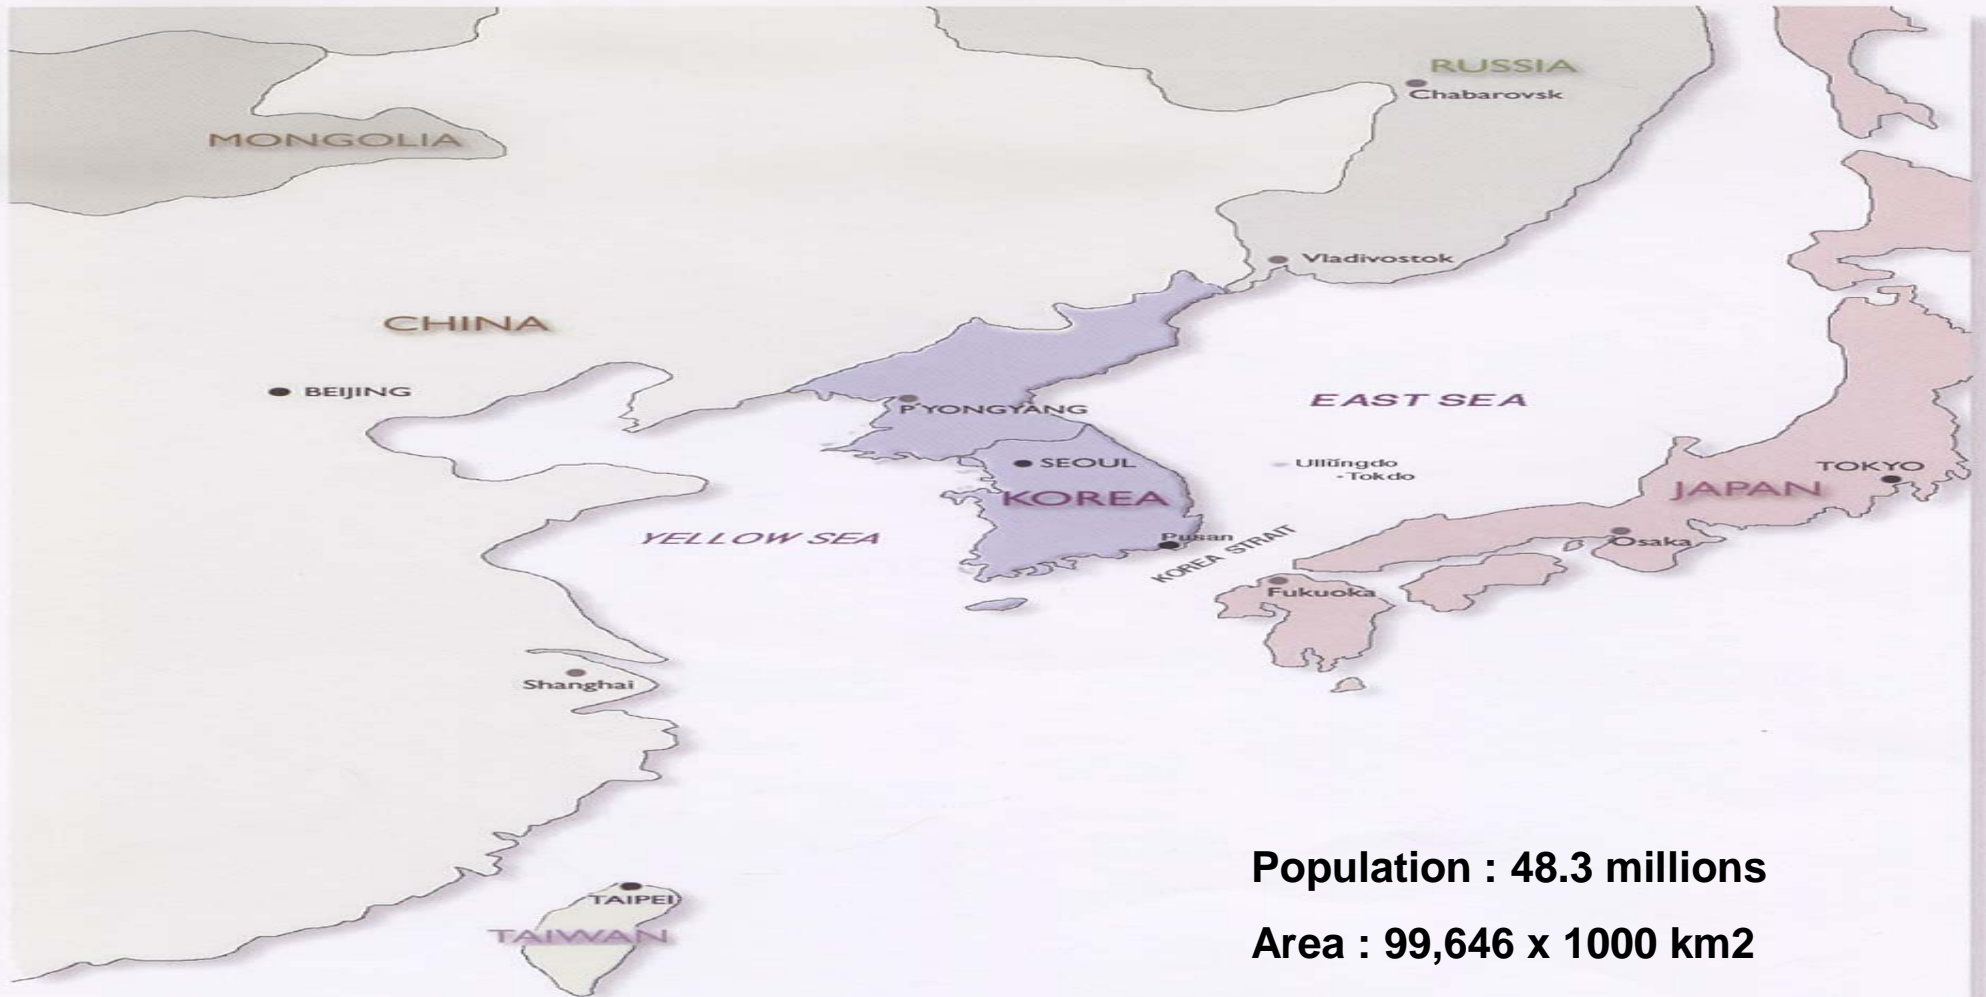 RUSSIA
Chabarovsk
MONGOLIA
Vladivostok
CHINA
BEIJING
P'YONGYANG
EAST SEA
SEOUL
Ullŭngdo
Tokdo
TOKYO
KOREA
JAPAN
YELLOW SEA
Pusan
KOREA STRAIT
Osaka
Fukuoka
Shanghai
Population : 48.3 millions
TAIPEI
TAIWAN
Area : 99,646 x 1000 km2